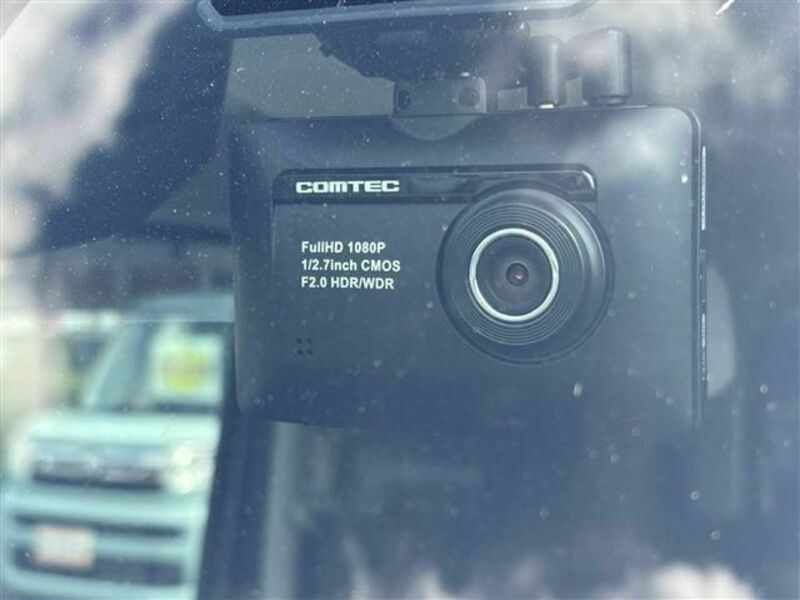 COMTEC
FullHD 1080P
1/2.7inch CMOS
F2.0 HDR/WDR